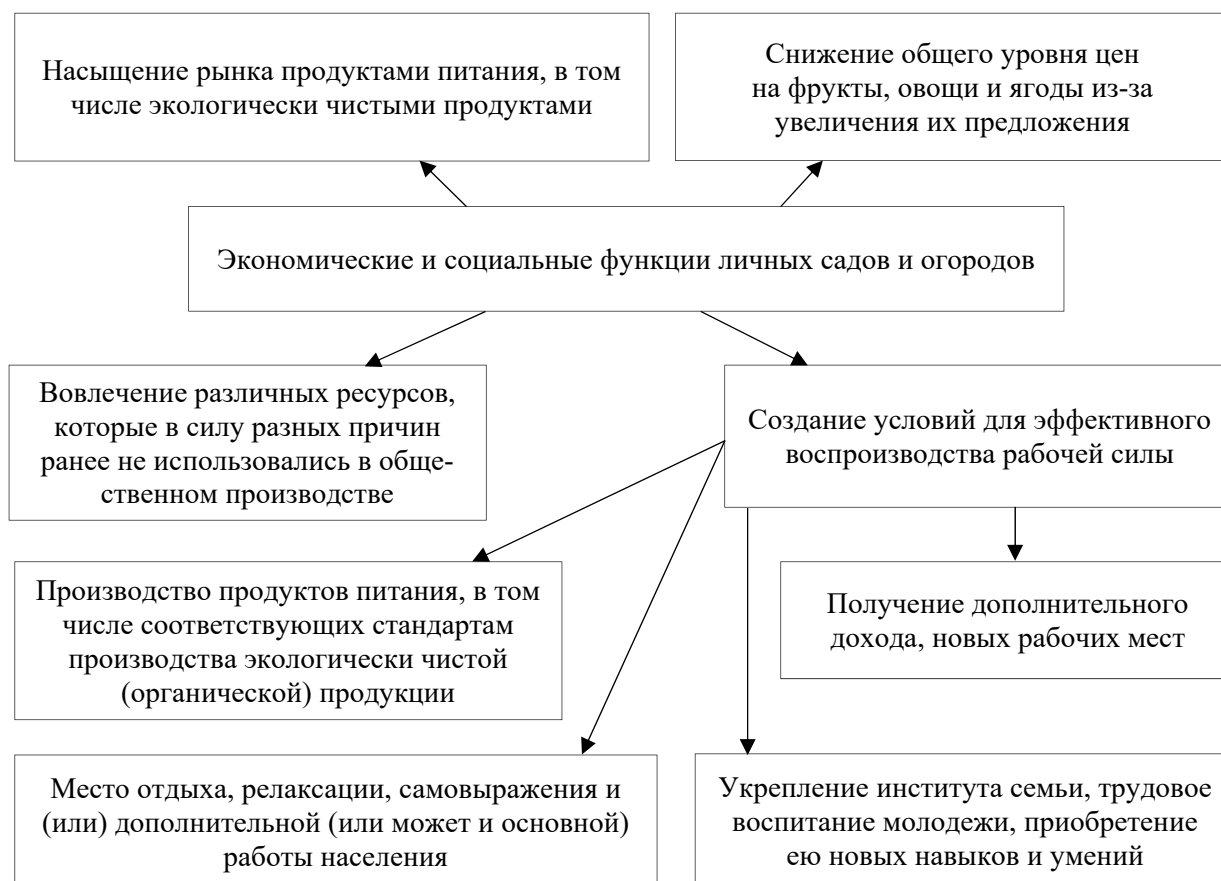 Насыщение рынка продуктами питания, в том
числе экологически чистыми продуктами
Снижение общего уровня цен
на фрукты, овощи и ягоды из-за
увеличения их предложения
Экономические и социальные функции личных садов и огородов
Вовлечение различных ресурсов,
которые в силу разных причин
ранее не использовались в обще-
ственном производстве
Создание условий для эффективного
воспроизводства рабочей силы
Производство продуктов питания, в том
числе соответствующих стандартам
производства экологически чистой
(органической) продукции
Получение дополнительного
дохода, новых рабочих мест
Место отдыха, релаксации, самовыражения и
(или) дополнительной (или может и основной)
работы населения
Укрепление института семьи, трудовое
воспитание молодежи, приобретение
ею новых навыков и умений